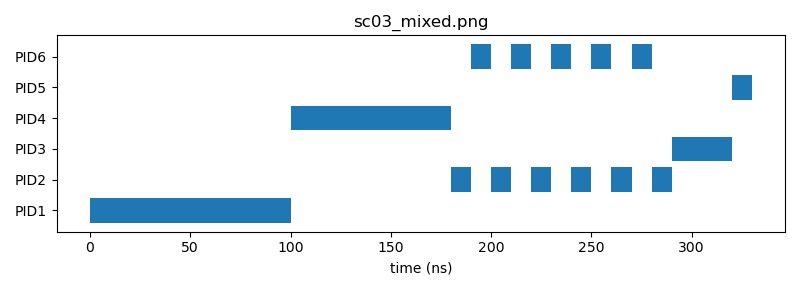 sc03_mixed.png
PID6
PID5
PID4
PID3
PID2
PID1
0 50 100 150 200 250 300
time (ns)